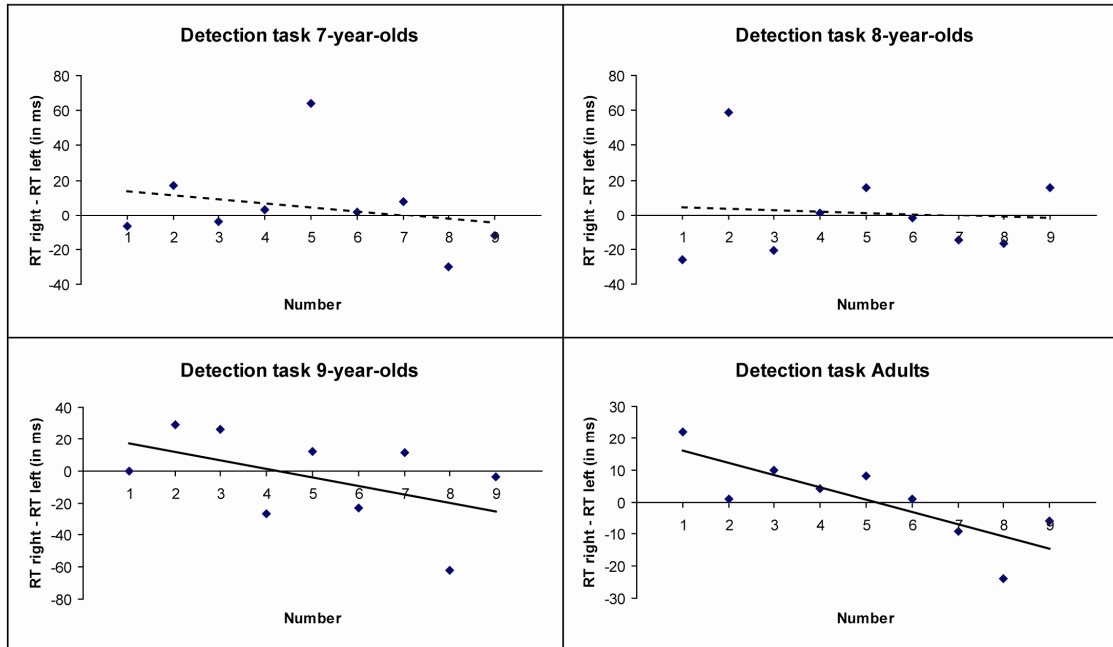 Detection task 7-year-olds
RT right - RT left (in ms)
80
60
40
20
0
-20
-40
1 2 3 4 5 6 7 8 9
Number
Detection task 8-year-olds
RT right - RT left (in ms)
80
60
40
20
0
-20
-40
1 2 3 4 5 6 7 8 9
Number
Detection task 9-year-olds
RT right - RT left (in ms)
40
20
0
-20
-40
-60
-80
1 2 3 4 5 6 7 8 9
Number
Detection task Adults
RT right - RT left (in ms)
30
20
10
0
-10
-20
-30
1 2 3 4 5 6 7 8 9
Number